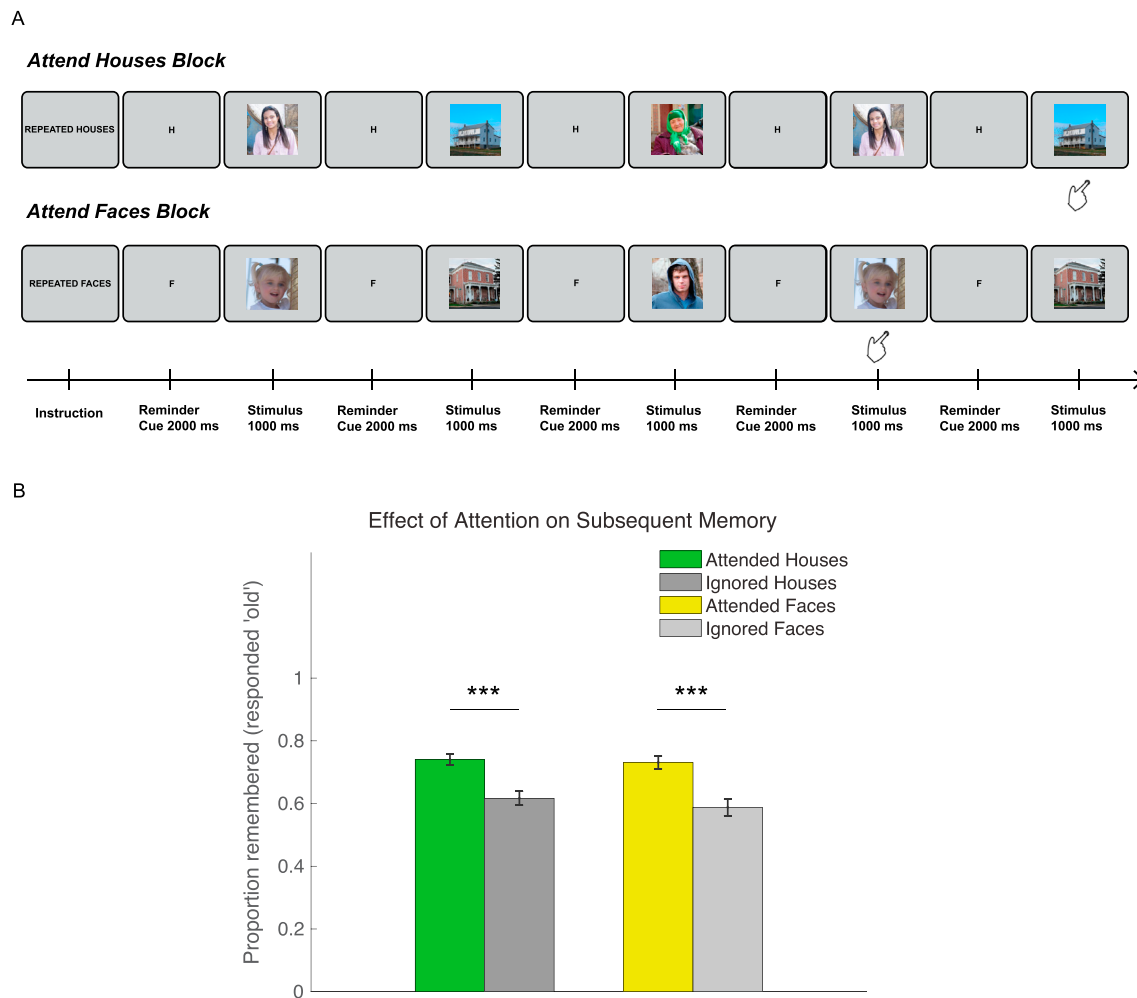 A
Attend Houses Block
REPEATED HOUSES
H
H
H
H
H
Attend Faces Block
REPEATED FACES
F
F
F
F
F
Instruction
Reminder
Cue 2000 ms
Stimulus
1000 ms
Reminder
Cue 2000 ms
Stimulus
1000 ms
Reminder
Cue 2000 ms
Stimulus
1000 ms
Reminder
Cue 2000 ms
Stimulus
1000 ms
Reminder
Cue 2000 ms
Stimulus
1000 ms
B
Effect of Attention on Subsequent Memory
Attended Houses
Ignored Houses
Attended Faces
Ignored Faces
Proportion remembered (responded 'old')
1
0.8
0.6
0.4
0.2
0
***
***